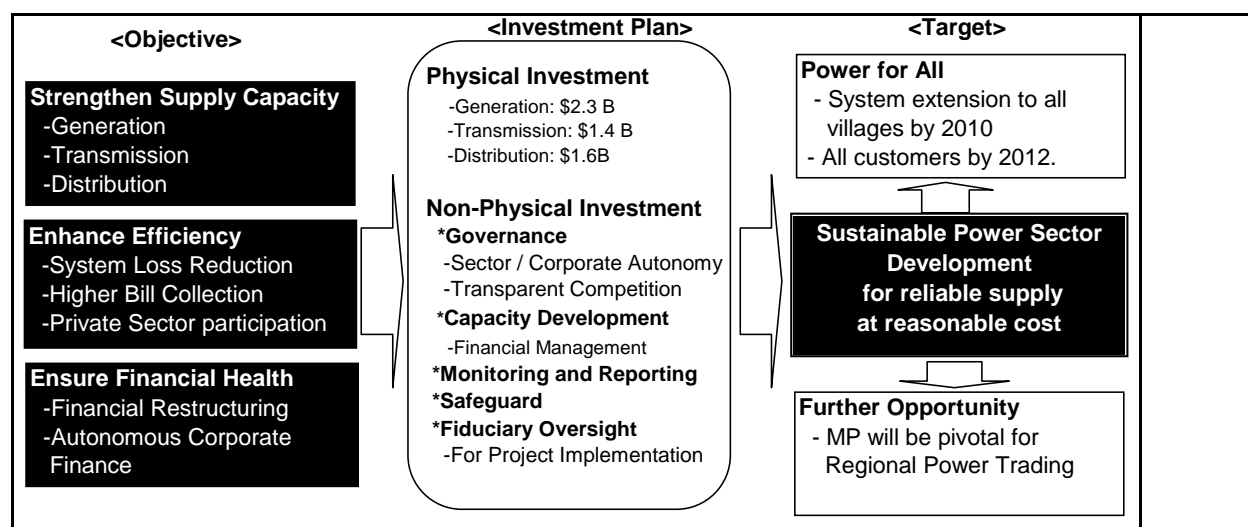 <Objective>
Strengthen Supply Capacity
-Generation
-Transmission
-Distribution
Enhance Efficiency
-System Loss Reduction
-Higher Bill Collection
-Private Sector participation
Ensure Financial Health
-Financial Restructuring
-Autonomous Corporate
Finance
<Investment Plan>
Physical Investment
-Generation: $2.3 B
-Transmission: $1.4 B
-Distribution: $1.6B
Non-Physical Investment
*Governance
-Sector / Corporate Autonomy
-Transparent Competition
*Capacity Development
-Financial Management
*Monitoring and Reporting
*Safeguard
*Fiduciary Oversight
-For Project Implementation
<Target>
Power for All
- System extension to all
villages by 2010
- All customers by 2012.
Sustainable Power Sector
Development
for reliable supply
at reasonable cost
Further Opportunity
- MP will be pivotal for
Regional Power Trading